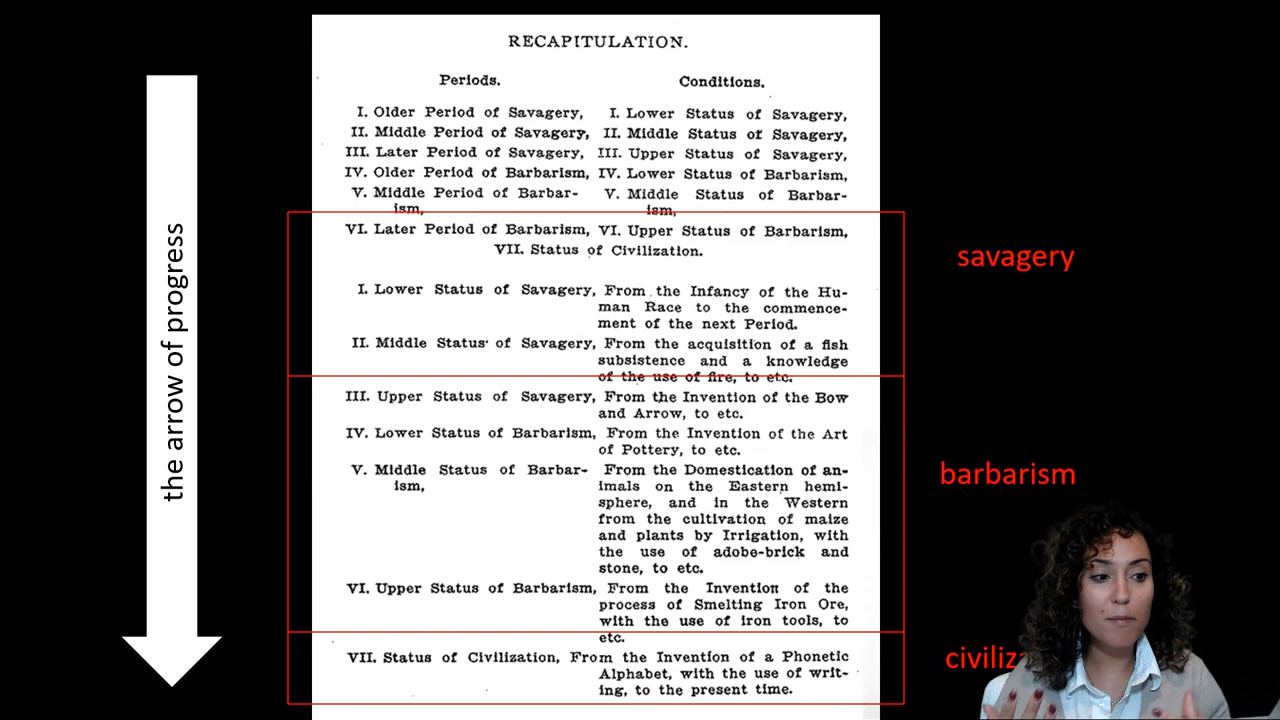 RECAPITULATION.
Periods. Conditions.
I. Older Period of Savagery, I. Lower Status of Savagery,
II. Middle Period of Savagery, II. Middle Status of Savagery,
III. Later Period of Savagery, III. Upper Status of Savagery,
IV. Older Period of Barbarism, IV. Lower Status of Barbarism,
V. Middle Period of Barbar- V. Middle Status of Barbar-
ism, ism,
VI. Later Period of Barbarism, VI. Upper Status of Barbarism,
VII. Status of Civilization.
I. Lower Status of Savagery, From the Infancy of the Hu-
man Race to the commence-
ment of the next Period.
II. Middle Status of Savagery, From the acquisition of a fish
subsistence and a knowledge
of the use of fire, to etc.
III. Upper Status of Savagery, From the Invention of the Bow
and Arrow, to etc.
IV. Lower Status of Barbarism, From the Invention of the Art
of Pottery, to etc.
V. Middle Status of Barbar- From the Domestication of an-
ism, imals on the Eastern hemi-
sphere, and in the Western
from the cultivation of maize
and plants by Irrigation, with
the use of adobe-brick and
stone, to etc.
VI. Upper Status of Barbarism, From the Invention of the
process of Smelting Iron Ore,
with the use of iron tools, to
etc.
VII. Status of Civilization, From the Invention of a Phonetic
Alphabet, with the use of writ-
ing, to the present time.
the arrow of progress
savagery
barbarism
civiliz